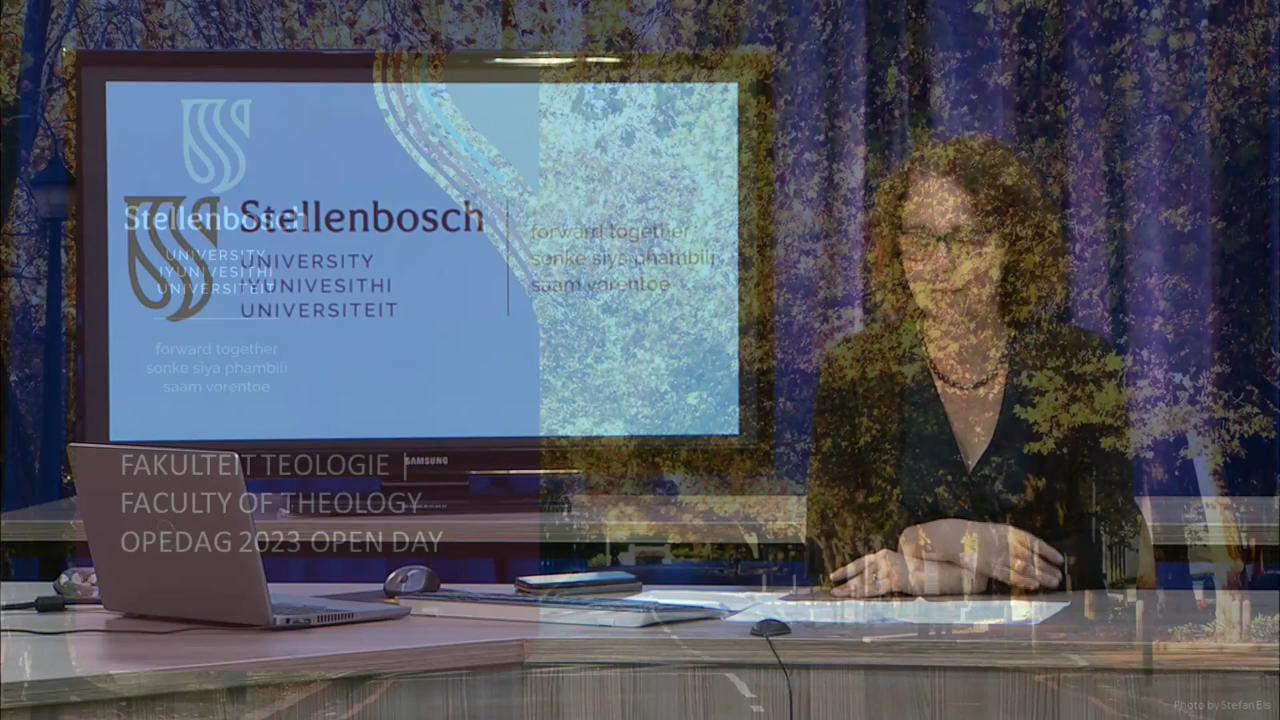 Stellenbosch
UNIVERSITY
IYUNIVESITHI
UNIVERSITEIT
forward together
sonke siya phambili
saam vorentoe
Stellenbosch
UNIVERSITY
IYUNIVESITHI
UNIVERSITEIT
forward together
sonke siya phambili
saam vorentoe
SAMSUNG
FAKULTEIT TEOLOGIE
FACULTY OF THEOLOGY
OPEDAG 2023 OPEN DAY
Photo by Stefan Els